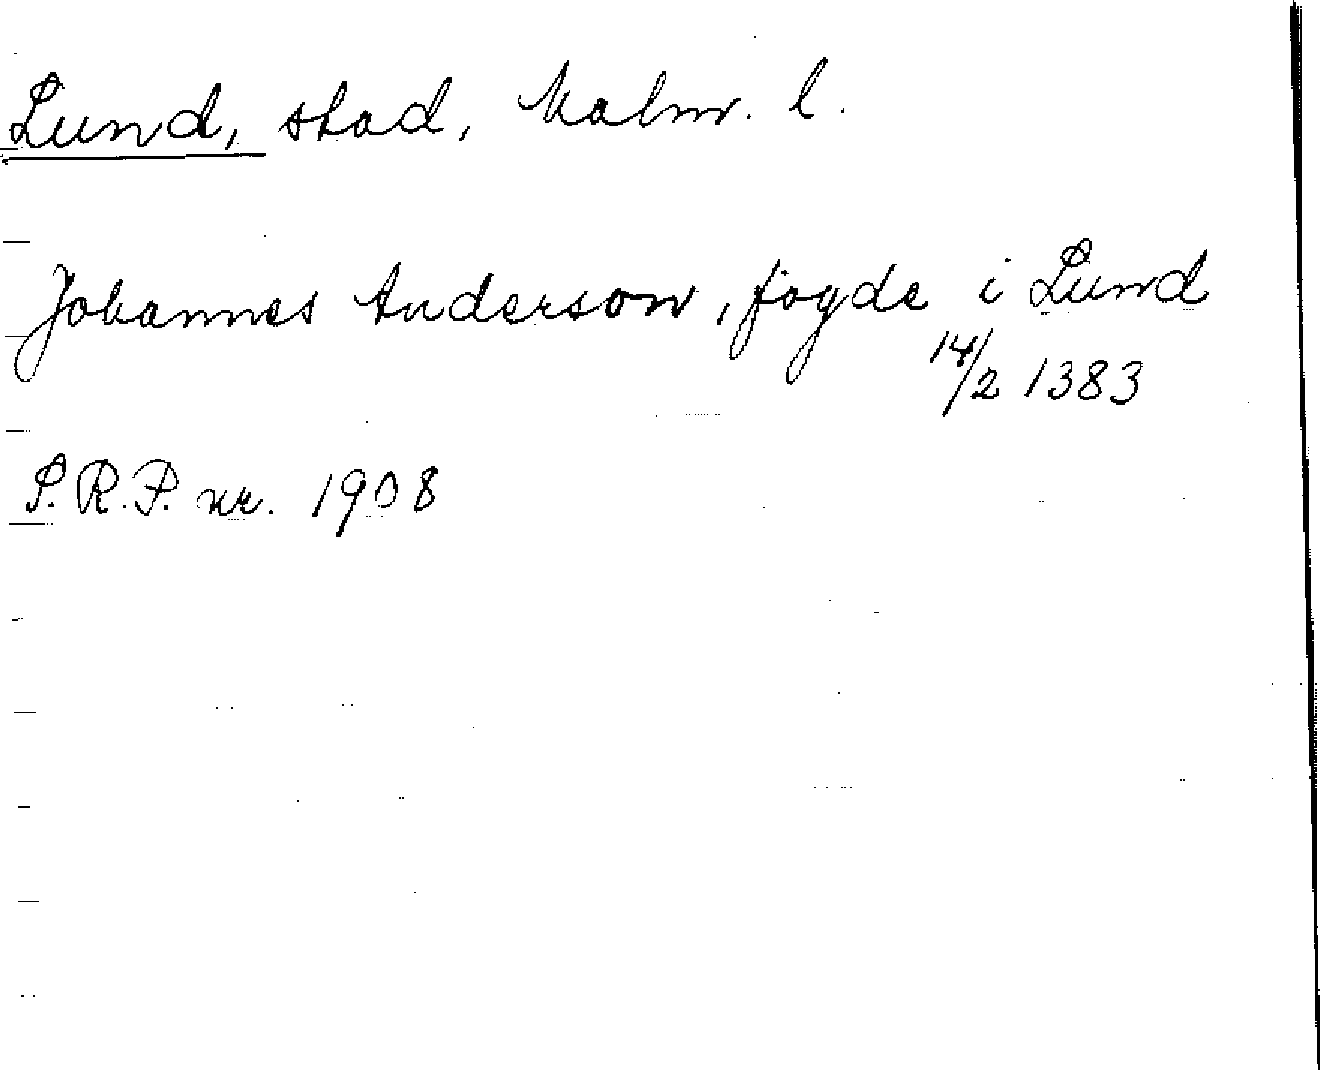 Lund, stad, Malm. l.
Johannes Anderson, fogde i Lund
14/2 1383
S.R.P. nr. 1908